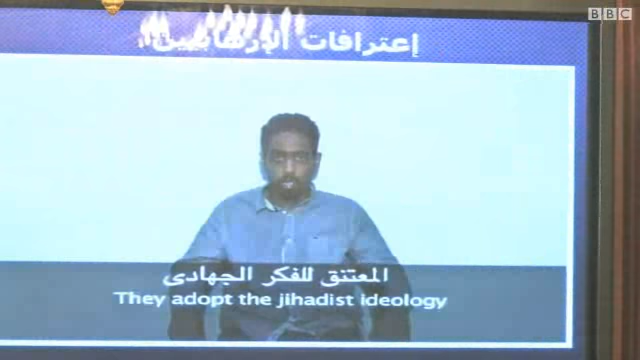 BBC
إعترافات الإرهابيين:
المعتنق للفكر الجهادى
They adopt the jihadist ideology